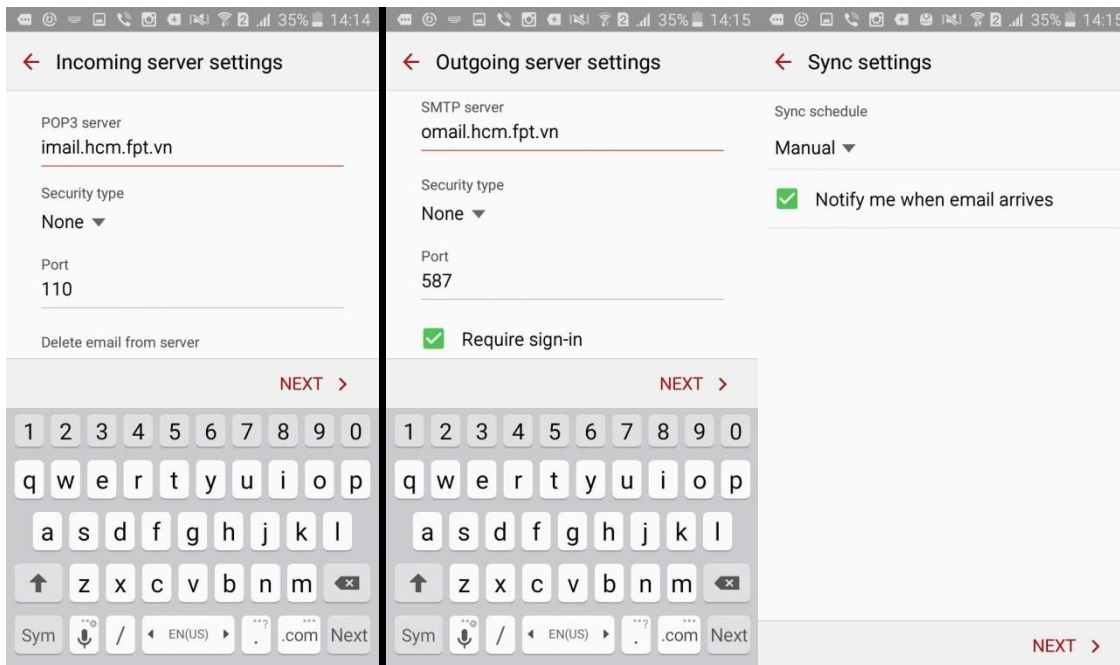 35% 14:14
Incoming server settings
POP3 server
imail.hcm.fpt.vn
Security type
None
Port
110
Delete email from server
NEXT >
1 2 3 4 5 6 7 8 9 0
q w e r t y u i o p
a s d f g h j k l
z x c v b n m
Sym / EN(US) . .com Next
2 35% 14:15
Outgoing server settings
SMTP server
omail.hcm.fpt.vn
Security type
None
Port
587
Require sign-in
NEXT >
1 2 3 4 5 6 7 8 9 0
q w e r t y u i o p
a s d f g h j k l
z x c v b n m
Sym / EN(US) . .com Next
2 35% 14:15
Sync settings
Sync schedule
Manual
Notify me when email arrives
NEXT >